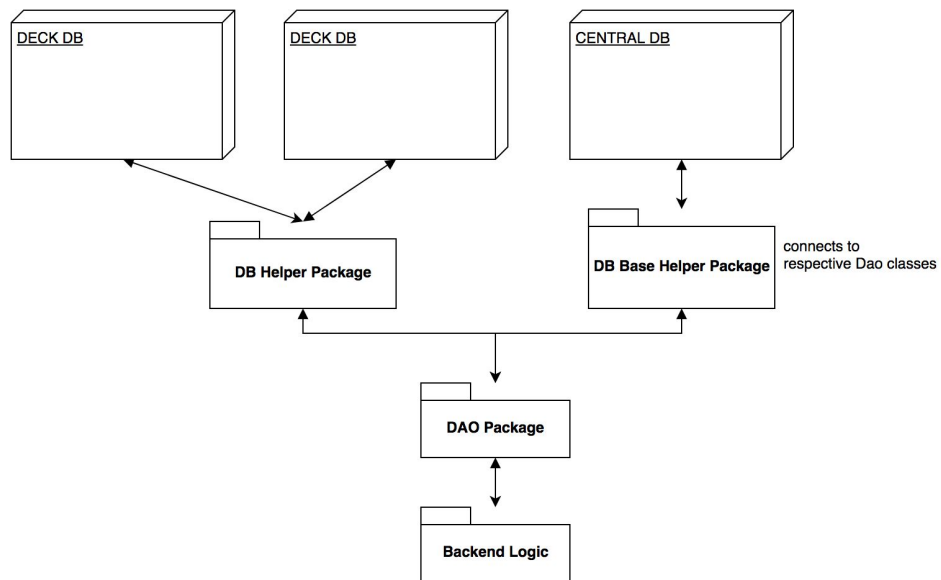 DECK DB
DECK DB
CENTRAL DB
DB Helper Package
DB Base Helper Package
connects to
respective Dao classes
DAO Package
Backend Logic